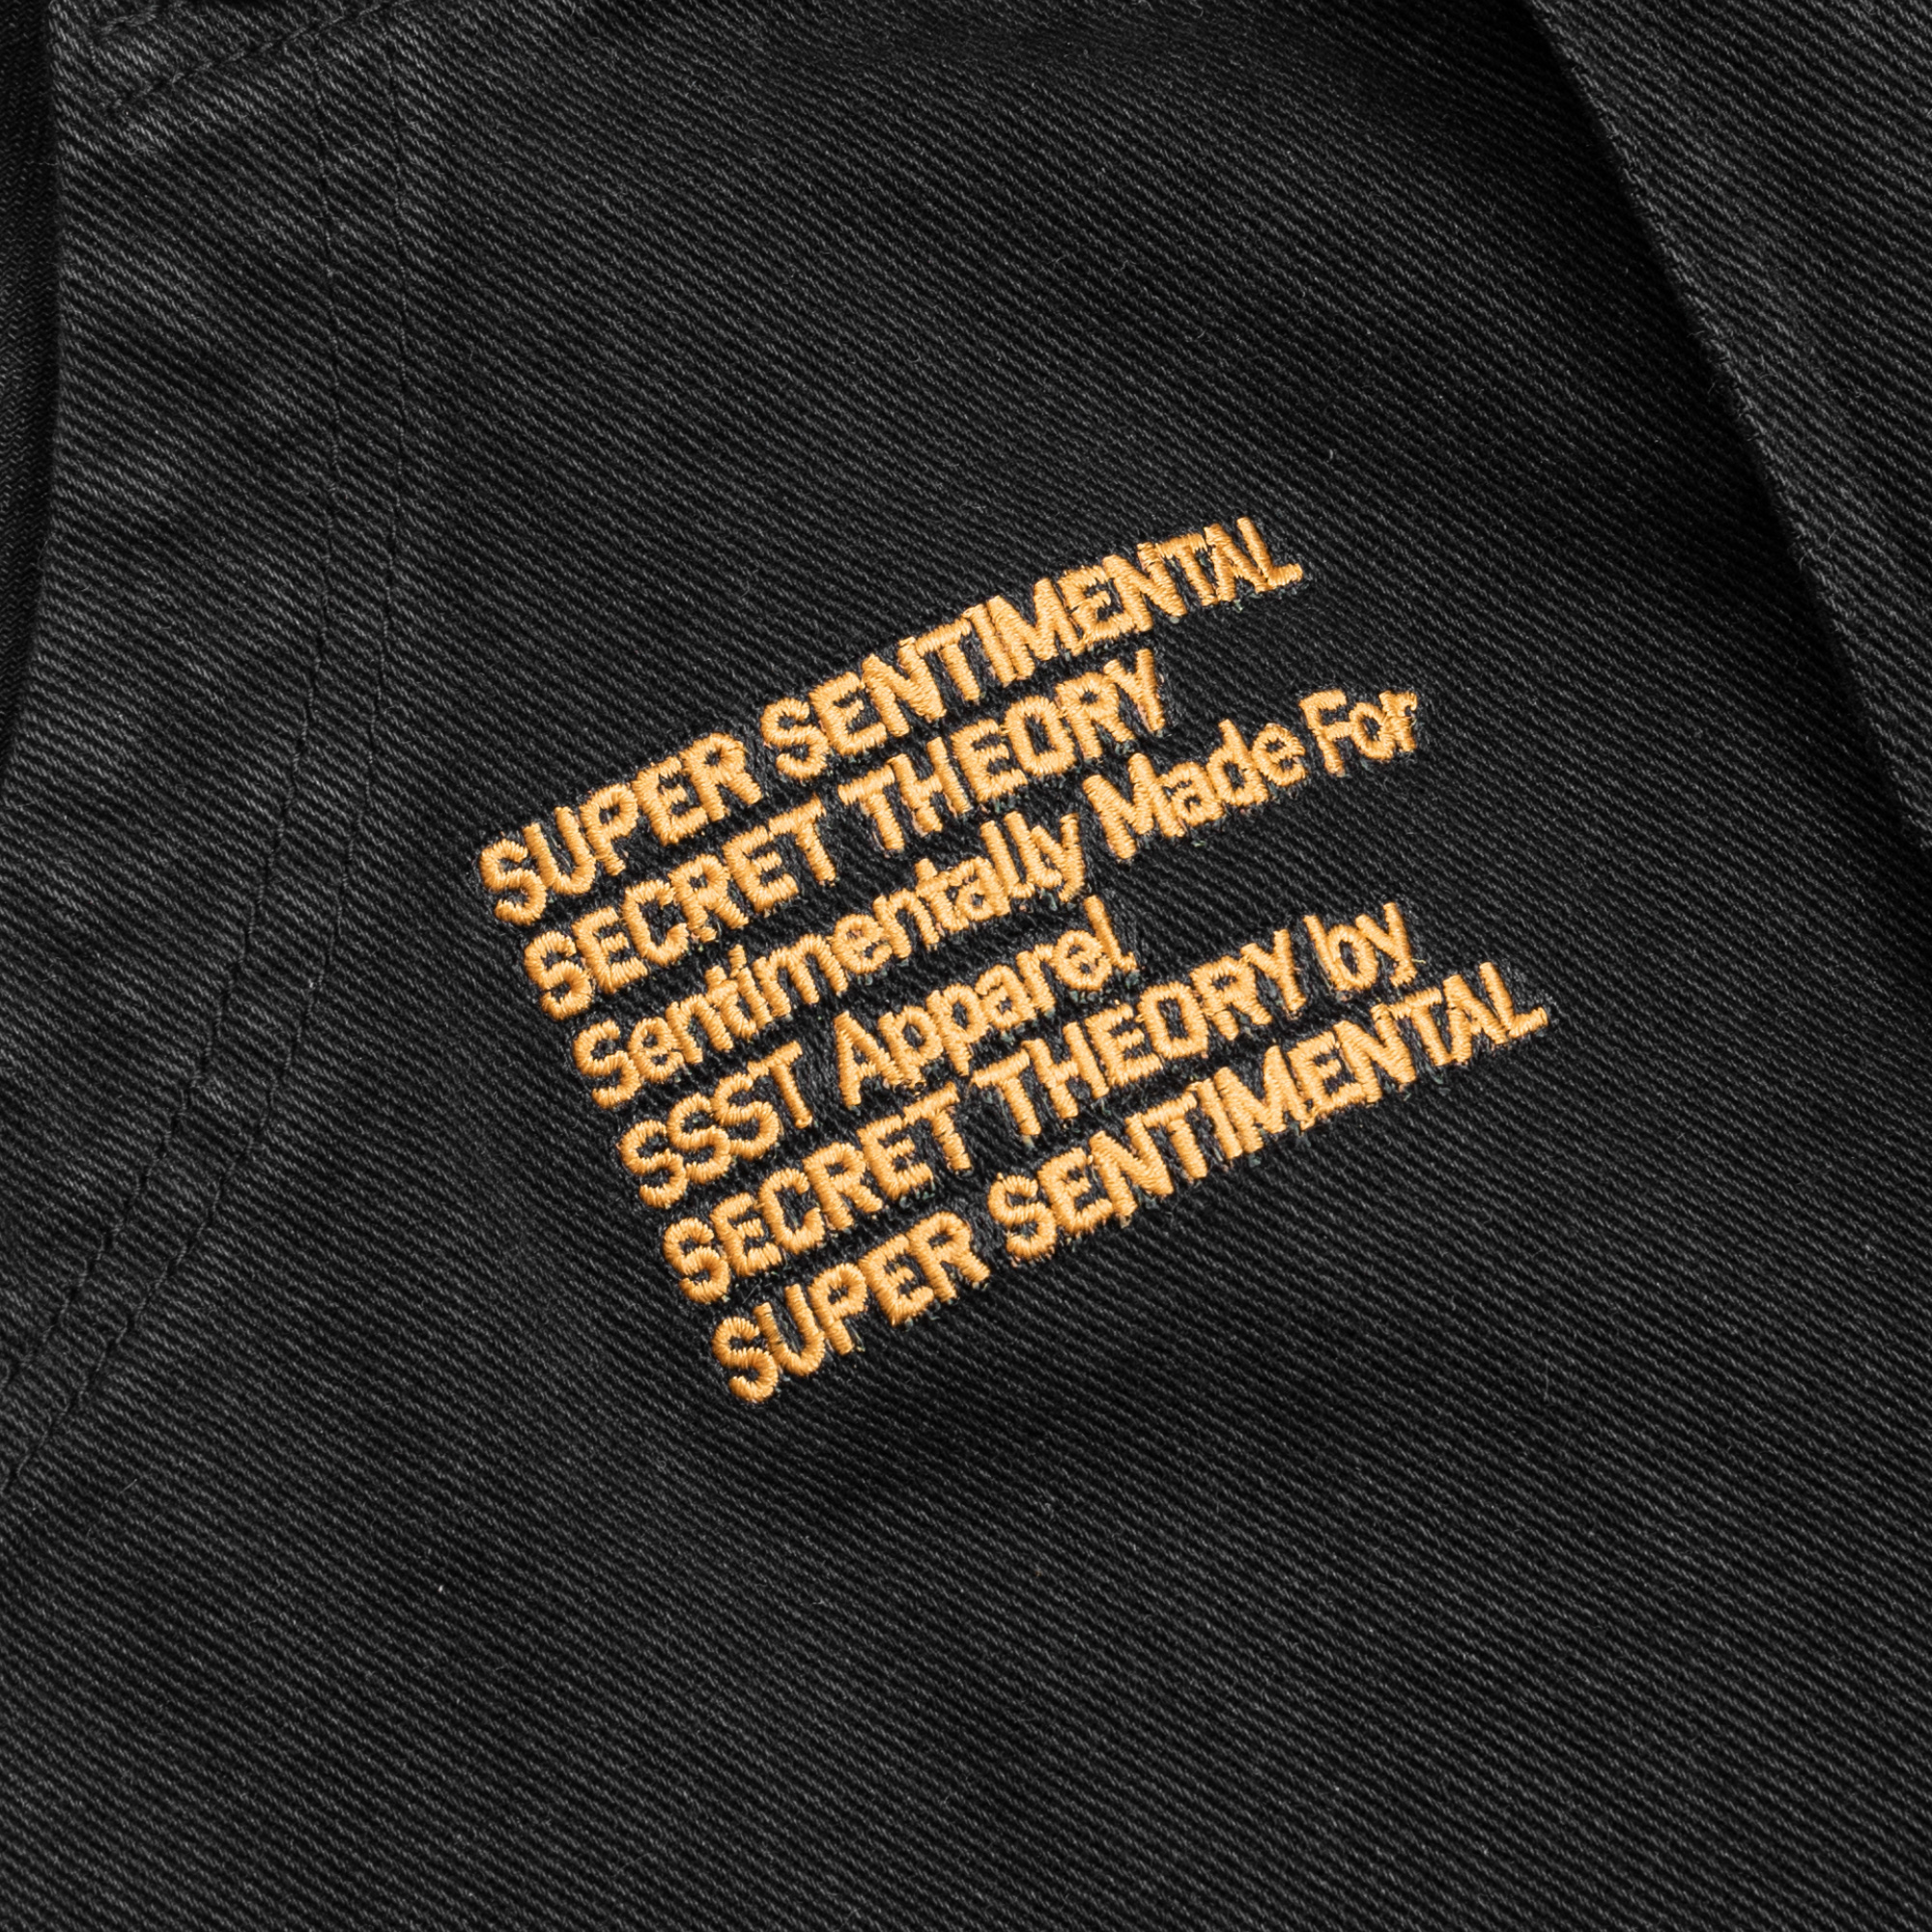 SUPER SENTIMENTAL
SECRET THEORY
Sentimentally Made For
SSST Apparel
SECRET THEORY by
SUPER SENTIMENTAL